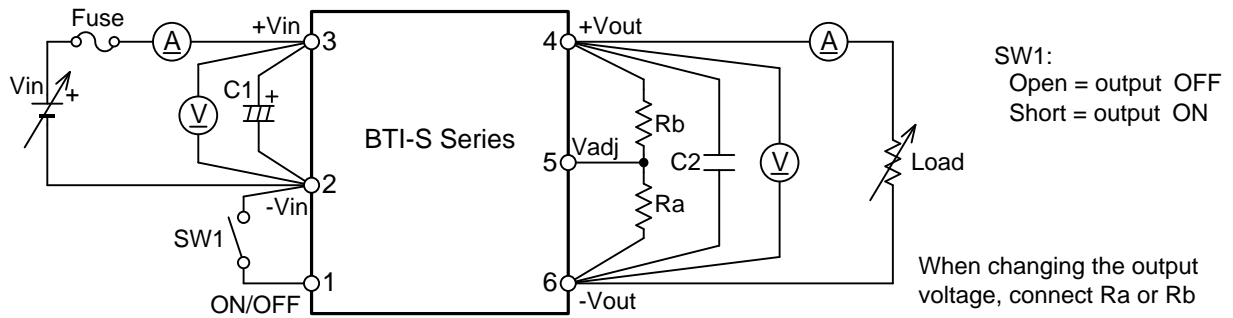 Fuse
A
+Vin
3
4
+Vout
A
SW1:
Open = output OFF
Short = output ON
Vin
+
V
C1
+
BTI-S Series
Rb
5
Vadj
C2
V
Load
2
-Vin
Ra
SW1
1
ON/OFF
6
-Vout
When changing the output
voltage, connect Ra or Rb